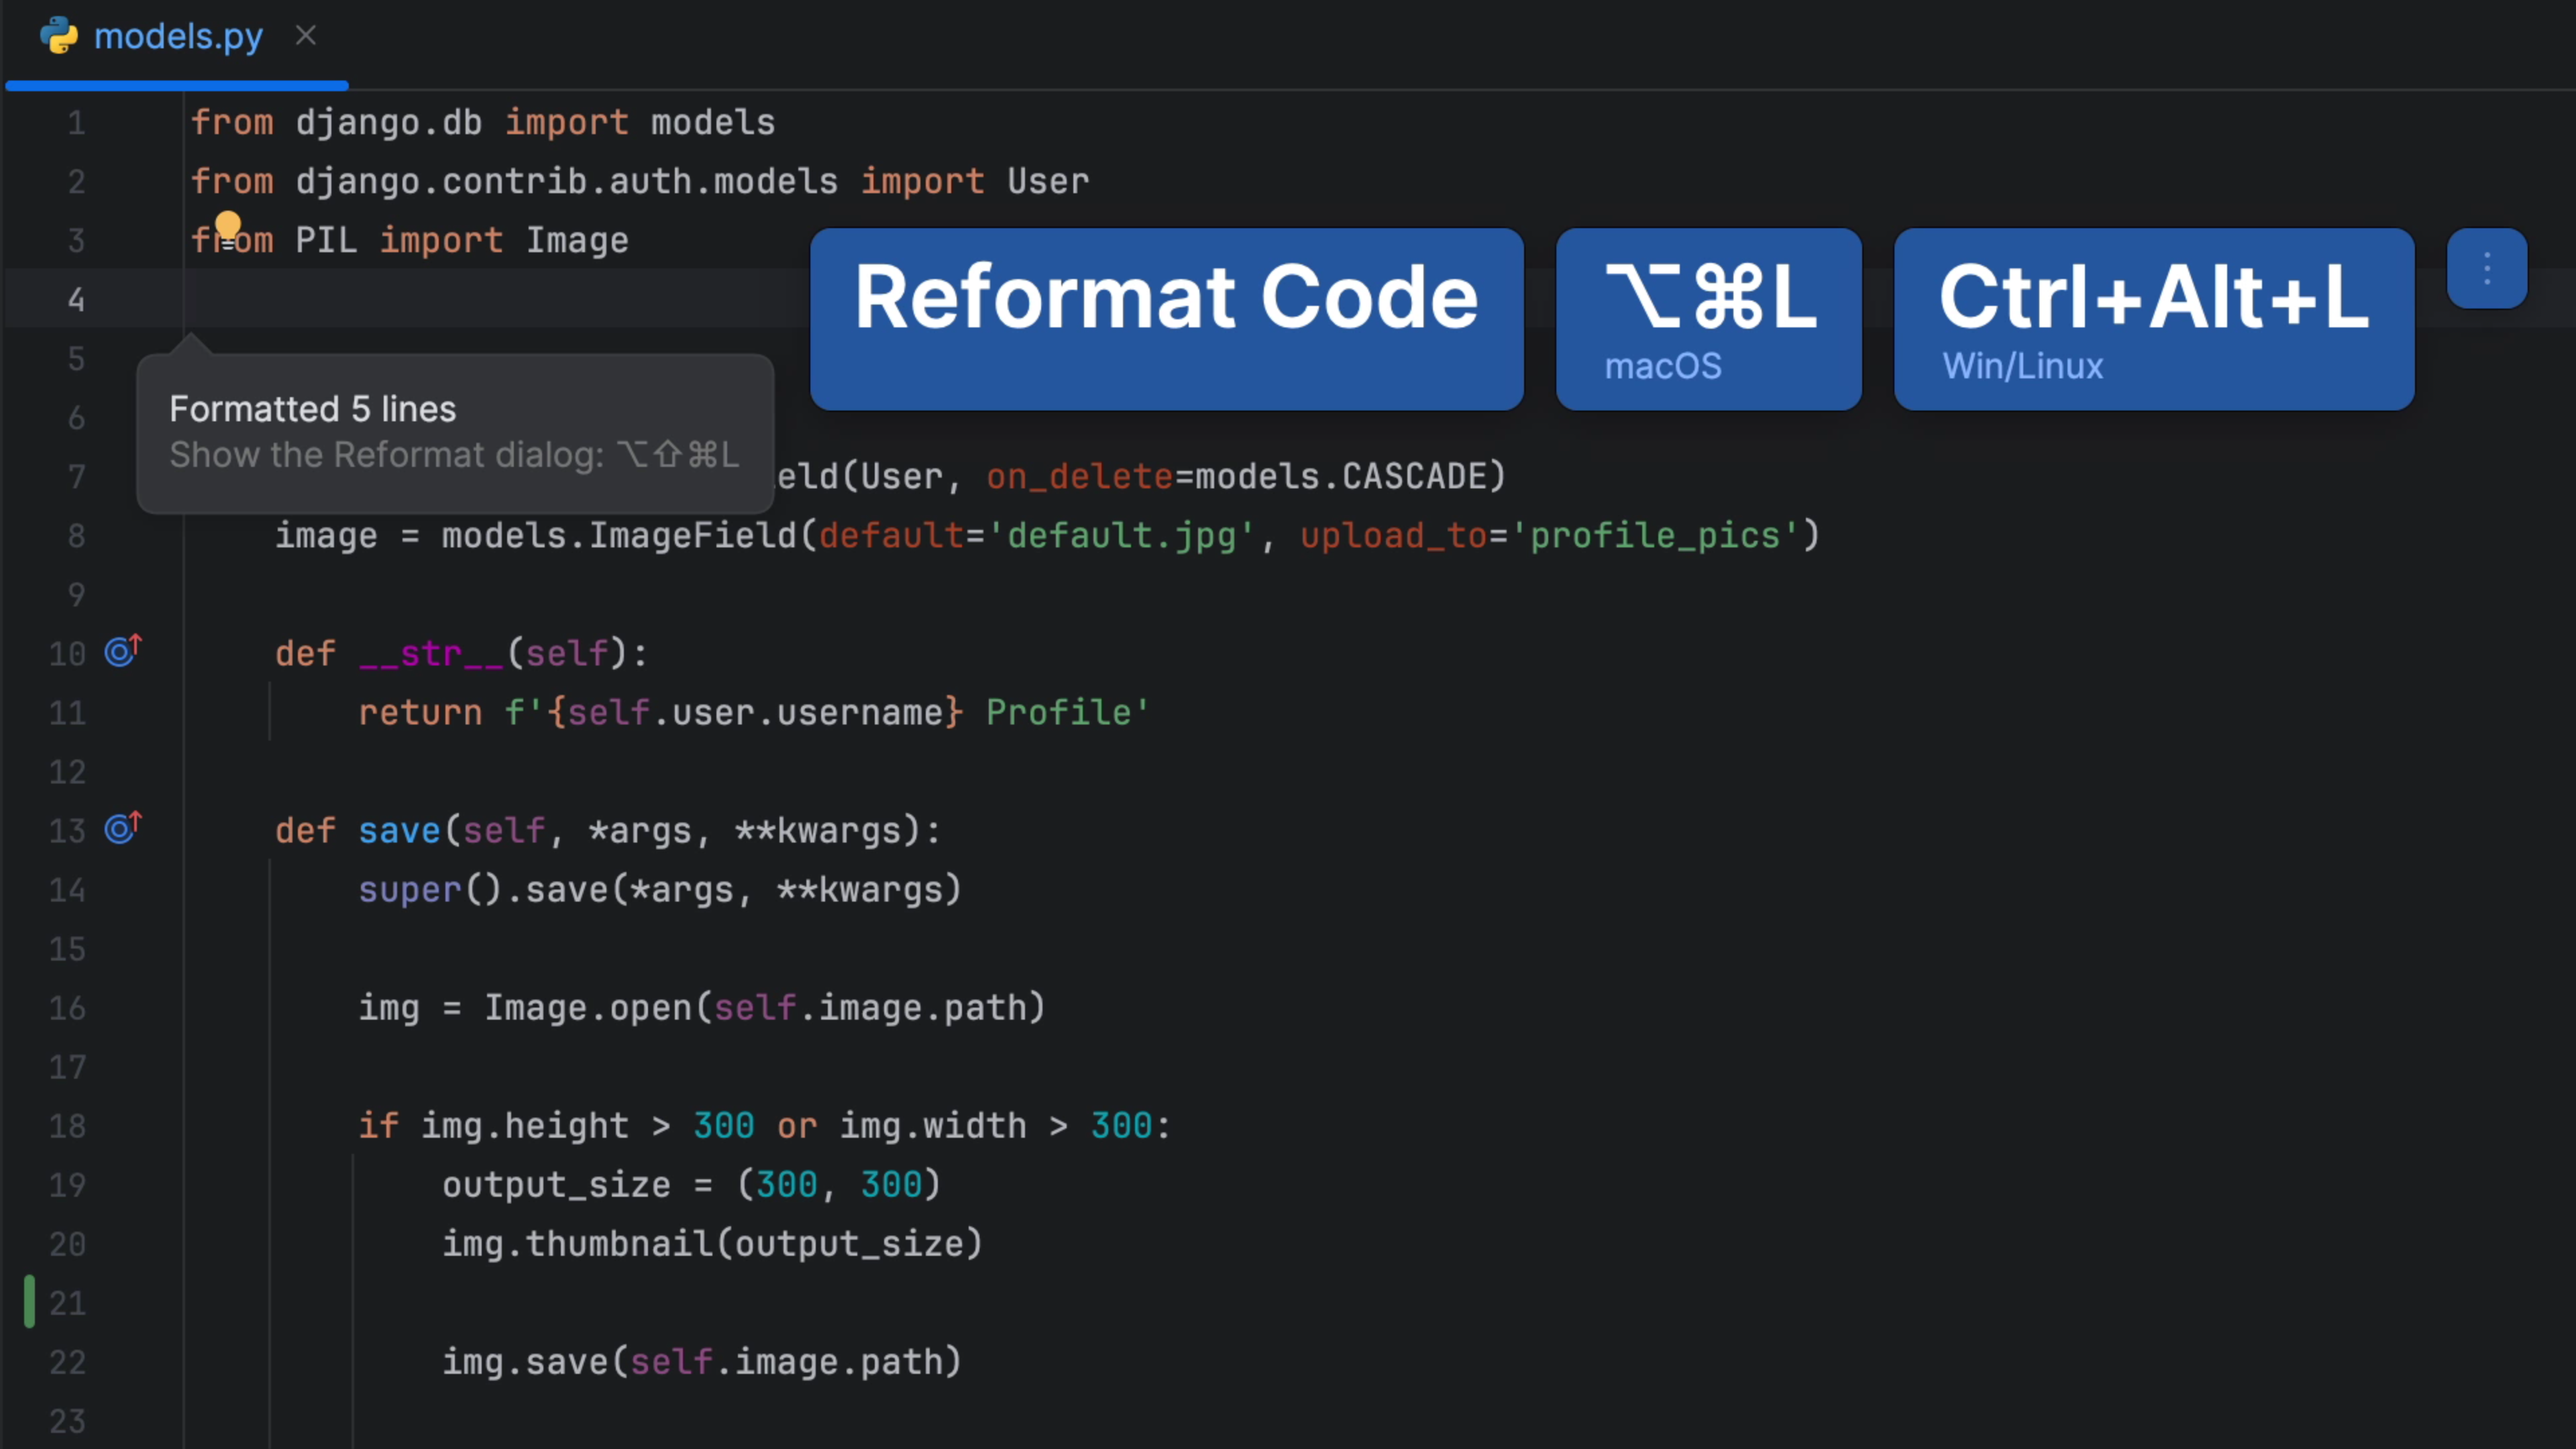 models.py
1 from django.db import models
2 from django.contrib.auth.models import User
3 from PIL import Image
Reformat Code
⌥⌘L
macOS
Ctrl+Alt+L
Win/Linux
4
5
Formatted 5 lines
6
Show the Reformat dialog: ⌥⇧⌘L
7 eld(User, on_delete=models.CASCADE)
8 image = models.ImageField(default='default.jpg', upload_to='profile_pics')
9
10 def __str__(self):
11 return f'{self.user.username} Profile'
12
13 def save(self, *args, **kwargs):
14 super().save(*args, **kwargs)
15
16 img = Image.open(self.image.path)
17
18 if img.height > 300 or img.width > 300:
19 output_size = (300, 300)
20 img.thumbnail(output_size)
21
22 img.save(self.image.path)
23